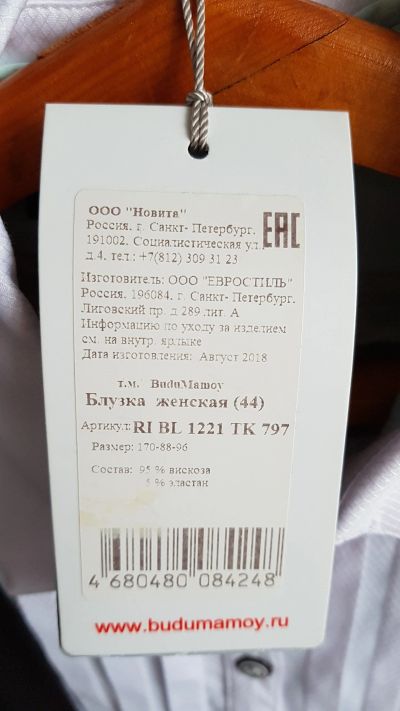 ООО "Новита"
Россия, г. Санкт- Петербург,
191002, Социалистическая ул.,
д.4. тел.: +7(812) 309 31 23
EAC
Изготовитель: ООО "ЕВРОСТИЛЬ"
Россия, 196084, г. Санкт- Петербург,
Лиговский пр. д 289 лит. А
Информацию по уходу за изделием
см. на внутр. ярлыке
Дата изготовления: Август 2018
т.м. BuduMamoy
Блузка женская (44)
Артикул: RI BL 1221 TK 797
Размер: 170-88-96
Состав: 95 % вискоза
5 % эластан
4 680480 084248
www.budumamoy.ru